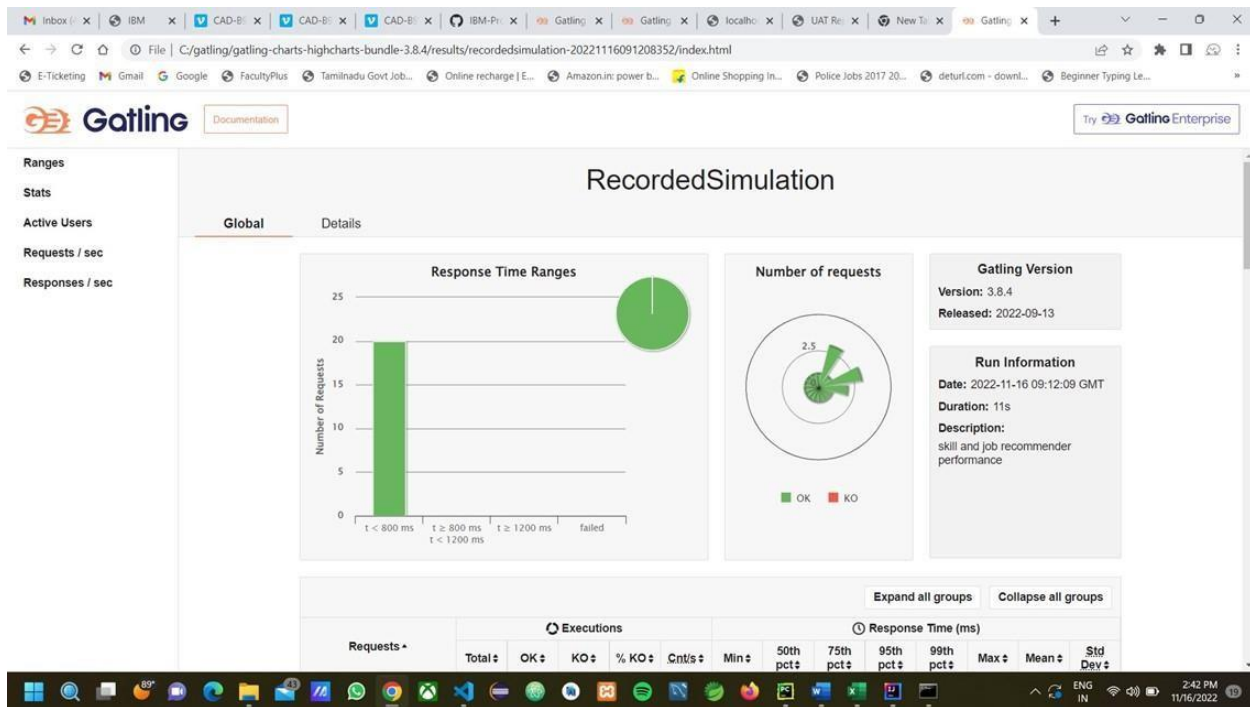 Inbox (
IBM
CAD-BS
CAD-BS
CAD-BS
IBM-Pr
Gatling
Gatling
localho
UAT Re
New Ta
Gatling
File | C:/gatling/gatling-charts-highcharts-bundle-3.8.4/results/recordedsimulation-20221116091208352/index.html
E-Ticketing
Gmail
Google
FacultyPlus
Tamilnadu Govt Job...
Online recharge | E...
Amazon.in: power b...
Online Shopping In...
Police Jobs 2017 20...
deturl.com - downl...
Beginner Typing Le...
»
Gatling
Documentation
Try Gatling Enterprise
Ranges
Stats
Active Users
Requests / sec
Responses / sec
RecordedSimulation
Global
Details
Response Time Ranges
Number of Requests
25
20
15
10
5
0
t < 800 ms
t ≥ 800 ms
t < 1200 ms
t ≥ 1200 ms
failed
Number of requests
2.5
0
OK
KO
Gatling Version
Version: 3.8.4
Released: 2022-09-13
Run Information
Date: 2022-11-16 09:12:09 GMT
Duration: 11s
Description:
skill and job recommender
performance
Expand all groups
Collapse all groups
Requests
Executions
Response Time (ms)
Total
OK
KO
% KO
Cnt/s
Min
50th
pct
75th
pct
95th
pct
99th
pct
Max
Mean
Std
Dev
89°
ENG
IN
2:42 PM
11/16/2022
19